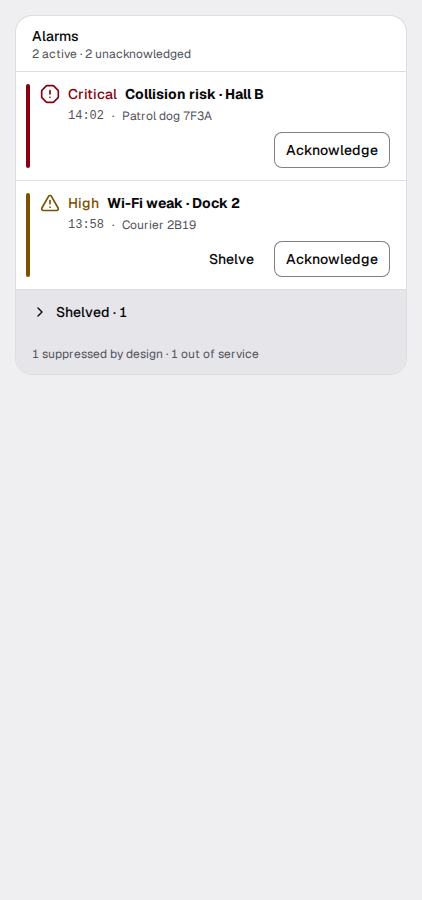 Alarms
2 active · 2 unacknowledged
Critical Collision risk · Hall B
14:02 · Patrol dog 7F3A
Acknowledge
High Wi-Fi weak · Dock 2
13:58 · Courier 2B19
Shelve Acknowledge
Shelved · 1
1 suppressed by design · 1 out of service